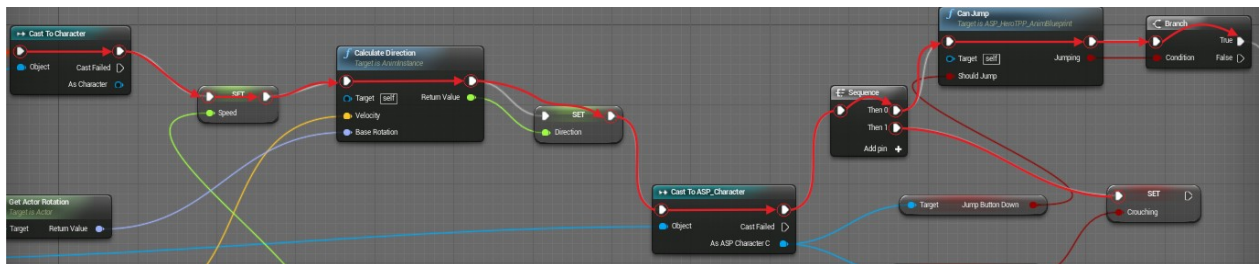 Cast To Character
Object
Cast Failed
As Character
SET
Speed
Get Actor Rotation
Target is Actor
Target
Return Value
Calculate Direction
Target is AnimInstance
Target self
Return Value
Velocity
Base Rotation
SET
Direction
Cast To ASP_Character
Object
Cast Failed
As ASP Character C
Sequence
Then 0
Then 1
Add pin +
Can Jump
Target is ASP_HeroTPP_AnimBlueprint
Target self
Jumping
Should Jump
Branch
True
Condition
False
Target
Jump Button Down
SET
Crouching